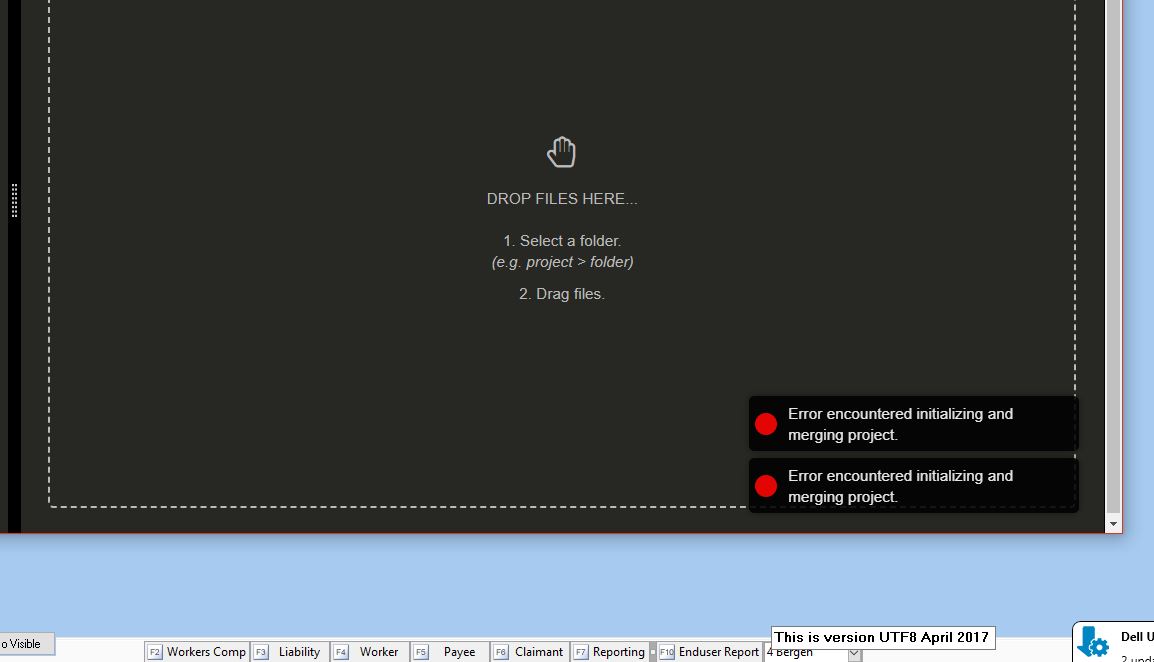 DROP FILES HERE...
1. Select a folder.
(e.g. project > folder)
2. Drag files.
Error encountered initializing and
merging project.
Error encountered initializing and
merging project.
This is version UTF8 April 2017
o Visible
F2 Workers Comp F3 Liability F4 Worker F5 Payee F6 Claimant F7 Reporting F10 Enduser Report 4 Bergen
Dell U
2 upda